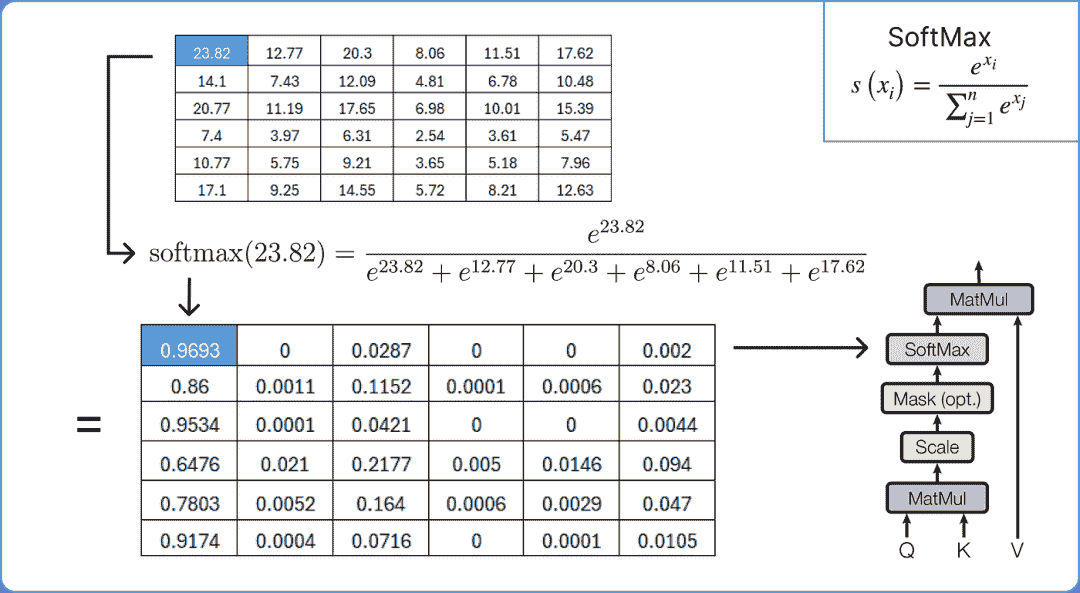 SoftMax
s (x_i) = e^{x_i} / \sum_{j=1}^{n} e^{x_j}
23.82 12.77 20.3 8.06 11.51 17.62
14.1 7.43 12.09 4.81 6.78 10.48
20.77 11.19 17.65 6.98 10.01 15.39
7.4 3.97 6.31 2.54 3.61 5.47
10.77 5.75 9.21 3.65 5.18 7.96
17.1 9.25 14.55 5.72 8.21 12.63
softmax(23.82) = e^{23.82} / e^{23.82} + e^{12.77} + e^{20.3} + e^{8.06} + e^{11.51} + e^{17.62}
=
0.9693 0 0.0287 0 0 0.002
0.86 0.0011 0.1152 0.0001 0.0006 0.023
0.9534 0.0001 0.0421 0 0 0.0044
0.6476 0.021 0.2177 0.005 0.0146 0.094
0.7803 0.0052 0.164 0.0006 0.0029 0.047
0.9174 0.0004 0.0716 0 0.0001 0.0105
MatMul
SoftMax
Mask (opt.)
Scale
MatMul
Q K V